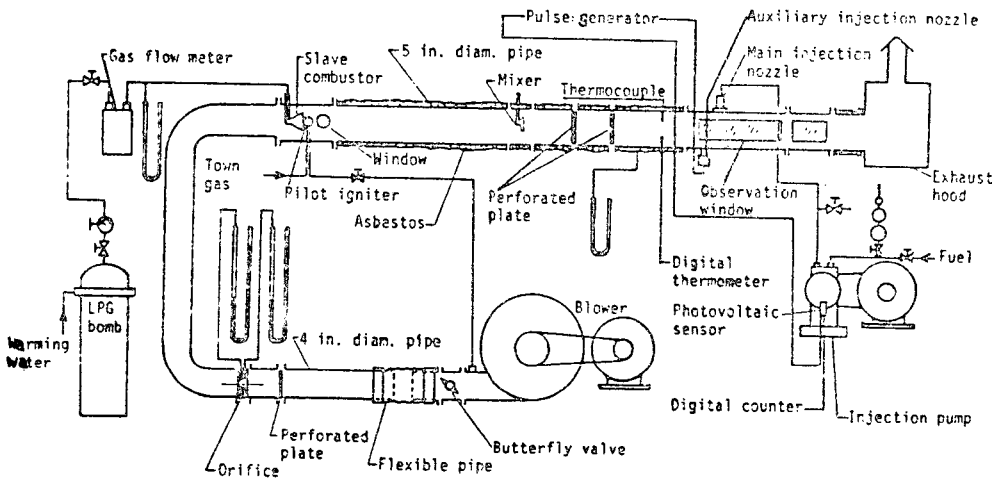 Pulse generator
Auxiliary injection nozzle
Gas flow meter
Slave
combustor
5 in. diam. pipe
Mixer
Main injection
nozzle
Thermocouple
Town
gas
Window
Pilot igniter
Asbastos
Perforated
plate
Observation
window
Exhaust
hood
LPG
bomb
Warming
Water
4 in. diam. pipe
Blower
Digital
thermometer
Fuel
Photovoltaic
sensor
Digital counter
Injection pump
Orifice
Perforated
plate
Flexible pipe
Butterfly valve